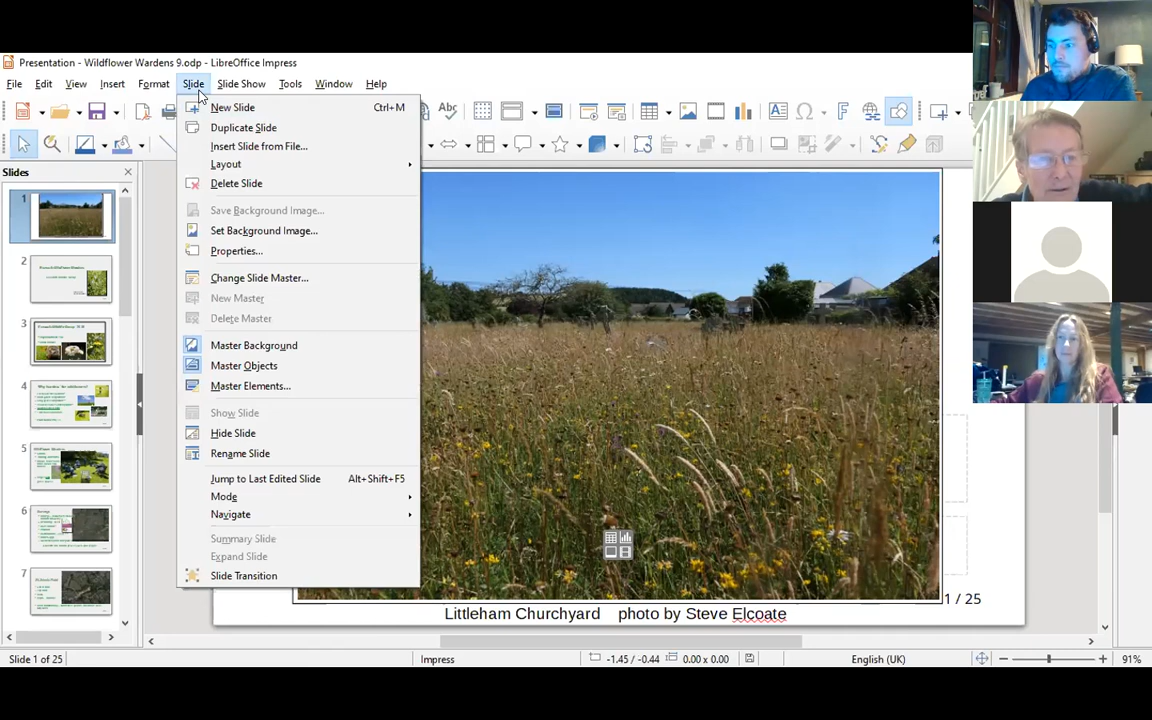 Presentation - Wildflower Wardens 9.odp - LibreOffice Impress
File Edit View Insert Format Slide Slide Show Tools Window Help
New Slide Ctrl+M
Duplicate Slide
Insert Slide from File...
Layout
Delete Slide
Save Background Image...
Set Background Image...
Properties...
Change Slide Master...
New Master
Delete Master
Master Background
Master Objects
Master Elements...
Show Slide
Hide Slide
Rename Slide
Jump to Last Edited Slide Alt+Shift+F5
Mode
Navigate
Summary Slide
Expand Slide
Slide Transition
Slides
1
2
3
4
5
6
7
1 / 25
Littleham Churchyard photo by Steve Elcoate
Slide 1 of 25 Impress -1.45 / -0.44 0.00 x 0.00 English (UK) 91%